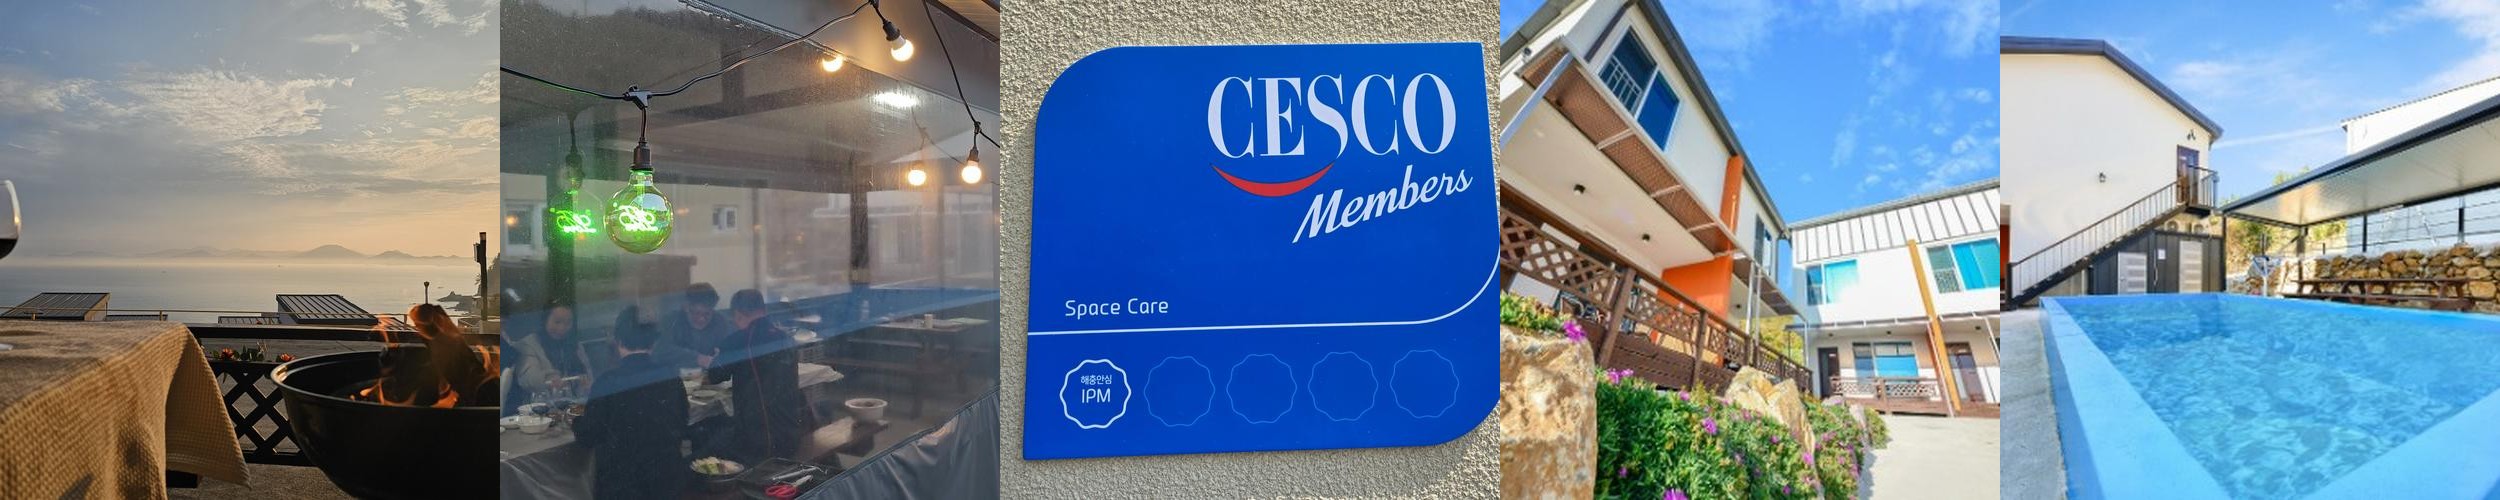 CESCO
Members
Space Care
해충안심
IPM